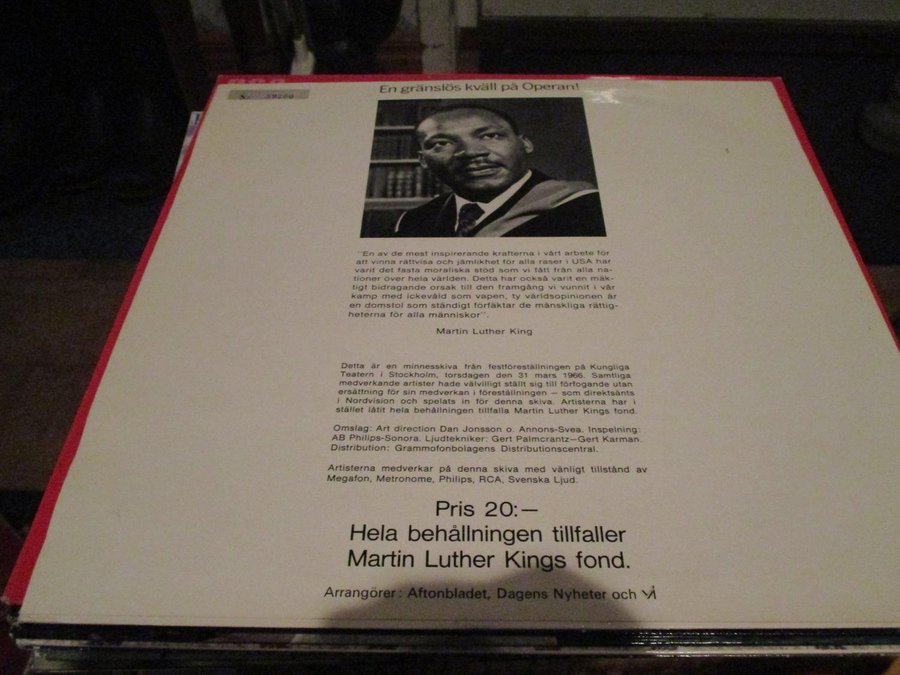 En gränslös kväll på Operan!
Nr 39260
"En av de mest inspirerande krafterna i vårt arbete för
att vinna rättvisa och jämlikhet för alla raser i USA har
varit det fasta moraliska stöd som vi fått från alla na-
tioner över hela världen. Detta har också varit en mäk-
tigt bidragande orsak till den framgång vi vunnit i vår
kamp med ickevåld som vapen, ty världsopinionen är
en domstol som ständigt förfäktar de mänskliga rättig-
heterna för alla människor".
Martin Luther King
Detta är en minnesskiva från festföreställningen på Kungliga
Teatern i Stockholm, torsdagen den 31 mars 1966. Samtliga
medverkande artister hade välvilligt ställt sig till förfogande utan
ersättning för sin medverkan i föreställningen — som direktsänts
i Nordvision och spelats in för denna skiva. Artisterna har i
stället låtit hela behållningen tillfalla Martin Luther Kings fond.
Omslag: Art direction Dan Jonsson o. Annons-Svea. Inspelning:
AB Philips-Sonora. Ljudtekniker: Gert Palmcrantz—Gert Karman.
Distribution: Grammofonbolagens Distributionscentral.
Artisterna medverkar på denna skiva med vänligt tillstånd av
Megafon, Metronome, Philips, RCA, Svenska Ljud.
Pris 20:—
Hela behållningen tillfaller
Martin Luther Kings fond.
Arrangörer: Aftonbladet, Dagens Nyheter och Vi